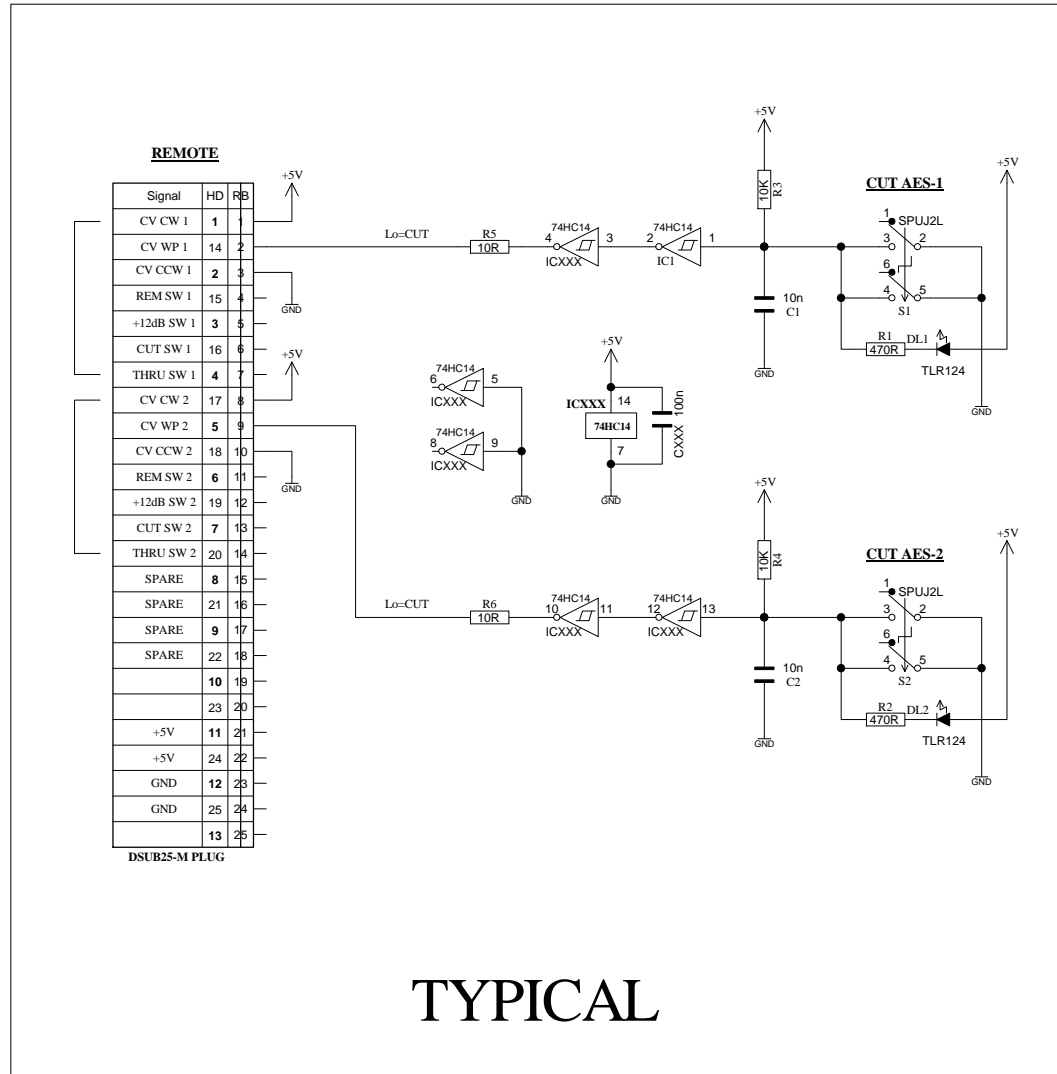 REMOTE
+5V
Signal HD RB
CV CW 1 1 1
CV WP 1 14 2
CV CCW 1 2 3
REM SW 1 15 4
+12dB SW 1 3 5
CUT SW 1 16 6
THRU SW 1 4 7
CV CW 2 17 8
CV WP 2 5 9
CV CCW 2 18 10
REM SW 2 6 11
+12dB SW 2 19 12
CUT SW 2 7 13
THRU SW 2 20 14
SPARE 8 15
SPARE 21 16
SPARE 9 17
SPARE 22 18
10 19
23 20
+5V 11 21
+5V 24 22
GND 12 23
GND 25 24
13 25
DSUB25-M PLUG
GND
+5V
GND
Lo=CUT
R5
10R
74HC14
4 3
ICXXX
74HC14
2 1
IC1
+5V
10K
R3
10n
C1
GND
CUT AES-1
+5V
1 SPUJ2L
3 2
6
4 5
S1
R1 DL1
470R
TLR124
GND
74HC14
6 5
ICXXX
74HC14
8 9
ICXXX
GND
+5V
ICXXX 14
74HC14
7
100n
CXXX
GND
Lo=CUT
R6
10R
74HC14
10 11
ICXXX
74HC14
12 13
ICXXX
+5V
10K
R4
10n
C2
GND
CUT AES-2
+5V
1 SPUJ2L
3 2
6
4 5
S2
R2 DL2
470R
TLR124
GND
TYPICAL